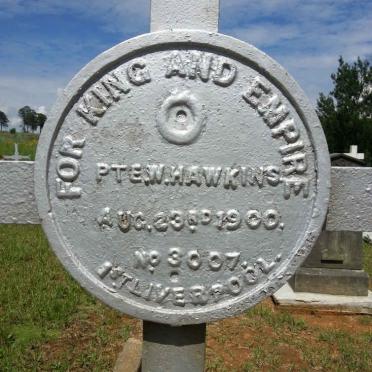 FOR KING AND EMPIRE
PTE.W.HAWKINS
AUG, 23RD 1900.
No 3007.
1ST LIVERPOOL.